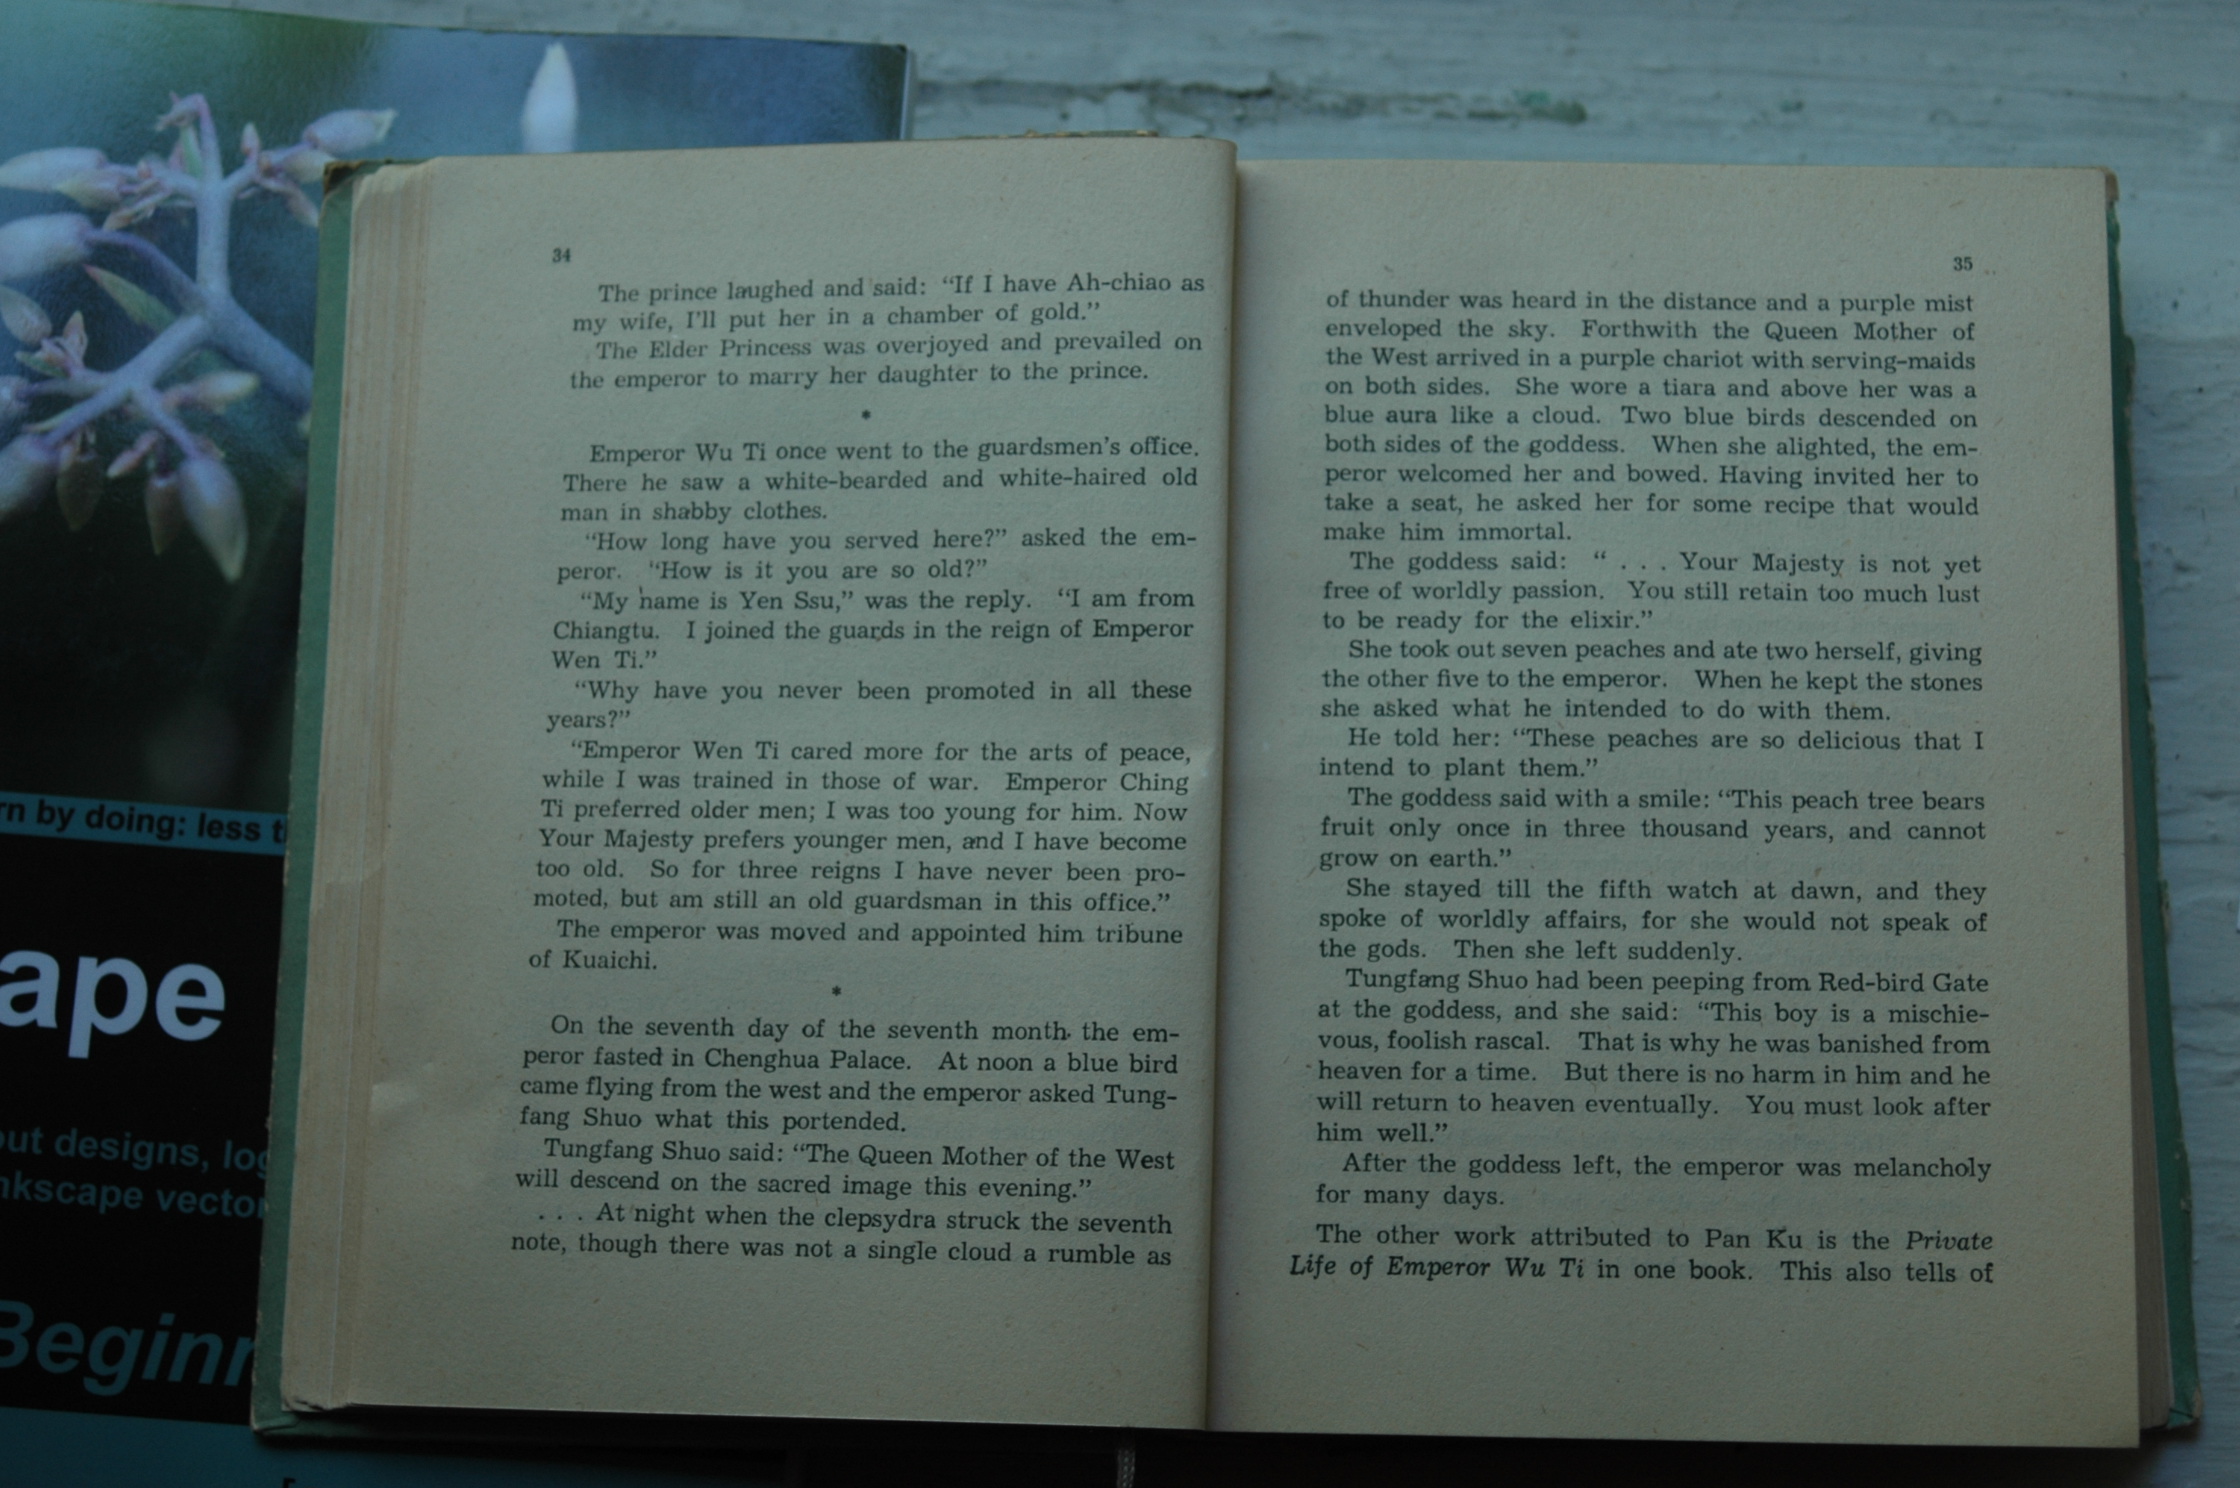 34
The prince laughed and said: “If I have Ah-chiao as
my wife, I’ll put her in a chamber of gold.”
The Elder Princess was overjoyed and prevailed on
the emperor to marry her daughter to the prince.
*
Emperor Wu Ti once went to the guardsmen’s office.
There he saw a white-bearded and white-haired old
man in shabby clothes.
“How long have you served here?” asked the em-
peror. “How is it you are so old?”
“My name is Yen Ssu,” was the reply. “I am from
Chiangtu. I joined the guards in the reign of Emperor
Wen Ti.”
“Why have you never been promoted in all these
years?”
“Emperor Wen Ti cared more for the arts of peace,
while I was trained in those of war. Emperor Ching
Ti preferred older men; I was too young for him. Now
Your Majesty prefers younger men, and I have become
too old. So for three reigns I have never been pro-
moted, but am still an old guardsman in this office.”
The emperor was moved and appointed him tribune
of Kuaichi.
*
On the seventh day of the seventh month the em-
peror fasted in Chenghua Palace. At noon a blue bird
came flying from the west and the emperor asked Tung-
fang Shuo what this portended.
Tungfang Shuo said: “The Queen Mother of the West
will descend on the sacred image this evening.”
. . . At night when the clepsydra struck the seventh
note, though there was not a single cloud a rumble as
35
of thunder was heard in the distance and a purple mist
enveloped the sky. Forthwith the Queen Mother of
the West arrived in a purple chariot with serving-maids
on both sides. She wore a tiara and above her was a
blue aura like a cloud. Two blue birds descended on
both sides of the goddess. When she alighted, the em-
peror welcomed her and bowed. Having invited her to
take a seat, he asked her for some recipe that would
make him immortal.
The goddess said: “ . . . Your Majesty is not yet
free of worldly passion. You still retain too much lust
to be ready for the elixir.”
She took out seven peaches and ate two herself, giving
the other five to the emperor. When he kept the stones
she asked what he intended to do with them.
He told her: “These peaches are so delicious that I
intend to plant them.”
The goddess said with a smile: “This peach tree bears
fruit only once in three thousand years, and cannot
grow on earth.”
She stayed till the fifth watch at dawn, and they
spoke of worldly affairs, for she would not speak of
the gods. Then she left suddenly.
Tungfang Shuo had been peeping from Red-bird Gate
at the goddess, and she said: “This boy is a mischie-
vous, foolish rascal. That is why he was banished from
heaven for a time. But there is no harm in him and he
will return to heaven eventually. You must look after
him well.”
After the goddess left, the emperor was melancholy
for many days.
The other work attributed to Pan Ku is the Private
Life of Emperor Wu Ti in one book. This also tells of
rn by doing: less t
ape
out designs, log
nkscape vector
Beginn